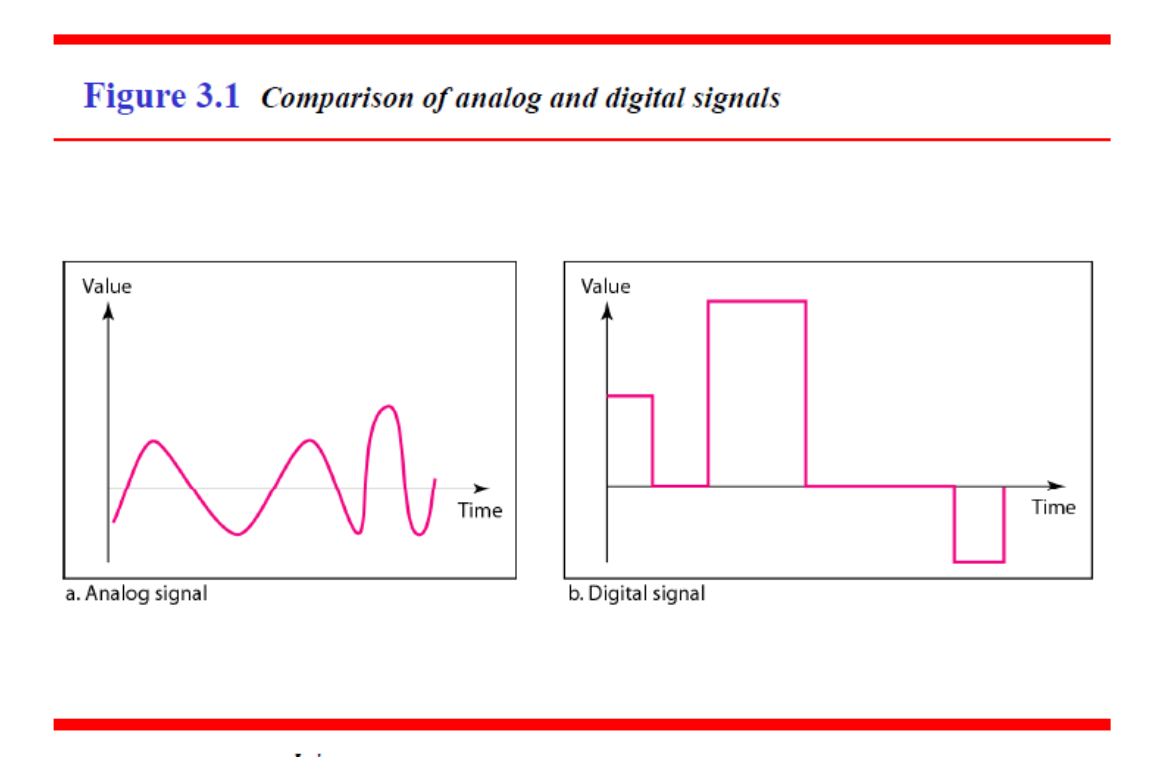 Figure 3.1 Comparison of analog and digital signals
Value
Time
a. Analog signal
Value
Time
b. Digital signal